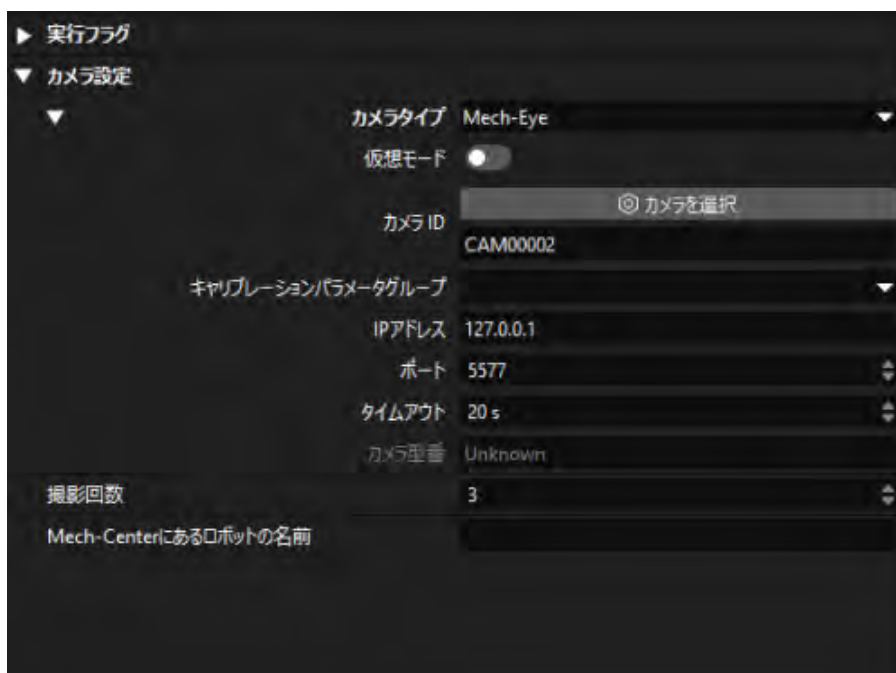 実行フラグ
カメラ設定
カメラタイプ Mech-Eye
仮想モード
カメラを選択
カメラ ID
CAM00002
キャリブレーションパラメータグループ
IPアドレス 127.0.0.1
ポート 5577
タイムアウト 20 s
カメラ型番 Unknown
撮影回数 3
Mech-Centerにあるロボットの名前